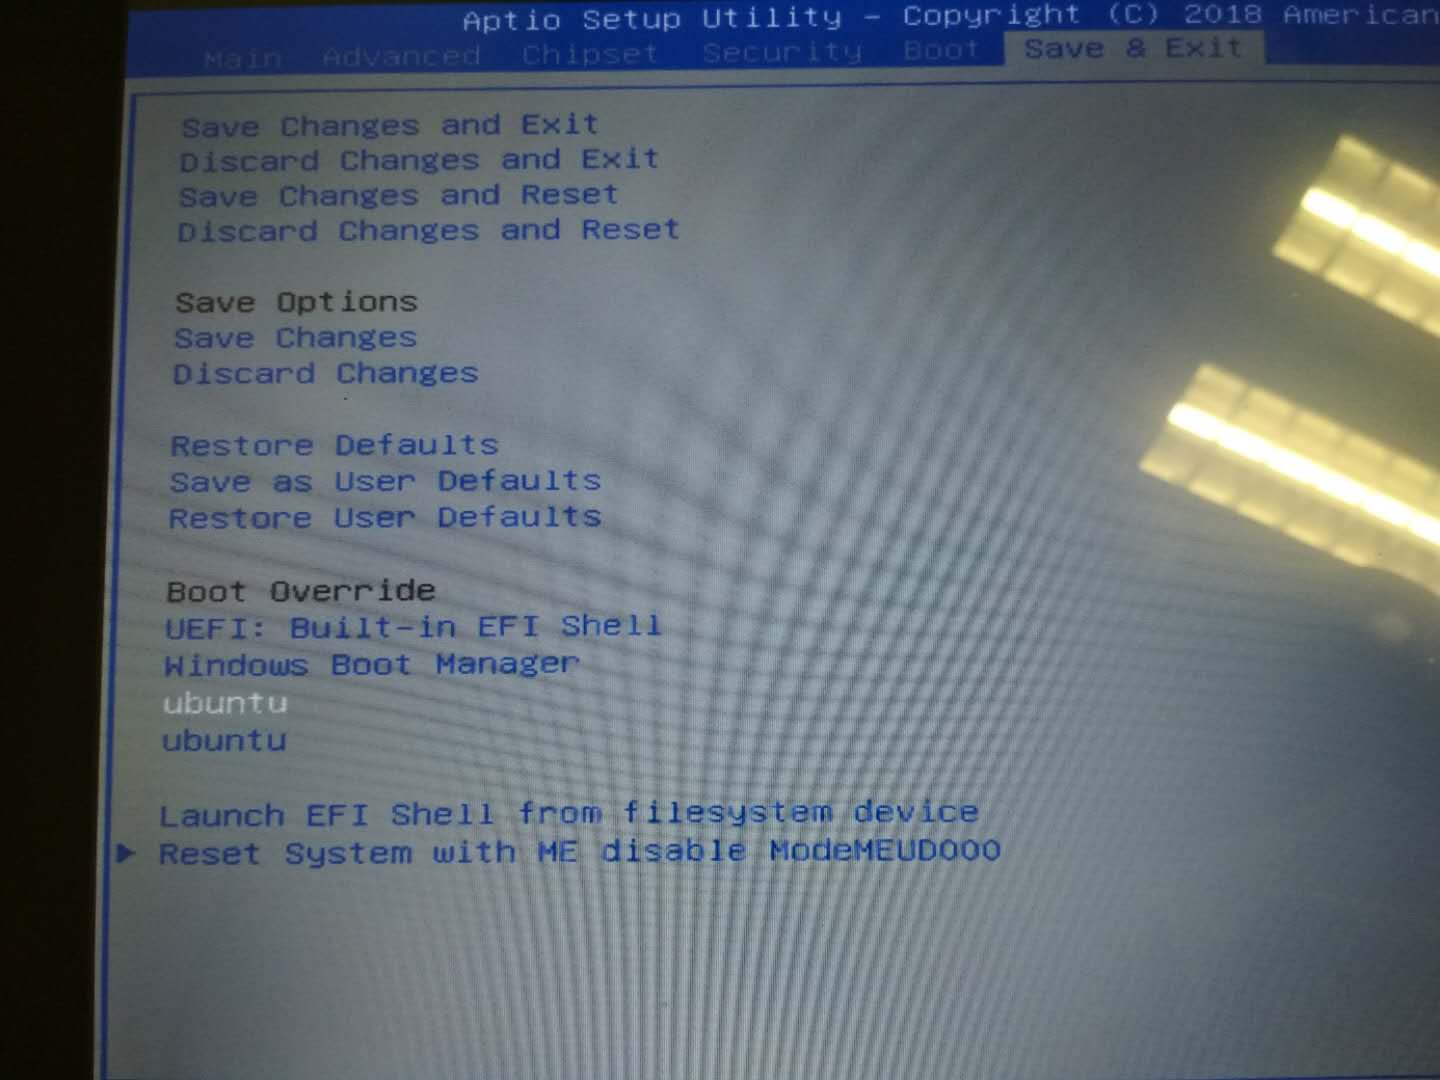 Aptio Setup Utility - Copyright (C) 2018 American
Main Advanced Chipset Security Boot Save & Exit
Save Changes and Exit
Discard Changes and Exit
Save Changes and Reset
Discard Changes and Reset
Save Options
Save Changes
Discard Changes
Restore Defaults
Save as User Defaults
Restore User Defaults
Boot Override
UEFI: Built-in EFI Shell
Windows Boot Manager
ubuntu
ubuntu
Launch EFI Shell from filesystem device
Reset System with ME disable ModeMEUD000